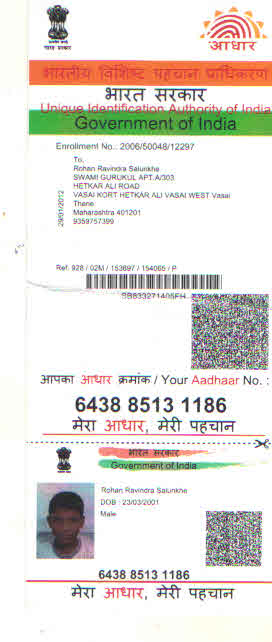 आधार
भारतीय विशिष्ट पहचान प्राधिकरण
भारत सरकार
Unique Identification Authority of India
Government of India
Enrollment No.: 2006/50048/12297
To,
Rohan Ravindra Salunkhe
SWAMI GURUKUL APT.A/303
HETKAR ALI ROAD
VASAI KORT HETKAR ALI VASAI WEST Vasai
Thane
Maharashtra 401201
9359757399
29/01/2012
Ref: 928 / 02M / 153697 / 154065 / P
आपका आधार क्रमांक / Your Aadhaar No. :
6438 8513 1186
मेरा आधार, मेरी पहचान
भारत सरकार
Government of India
Rohan Ravindra Salunkhe
DOB : 23/03/2001
Male
6438 8513 1186
मेरा आधार, मेरी पहचान